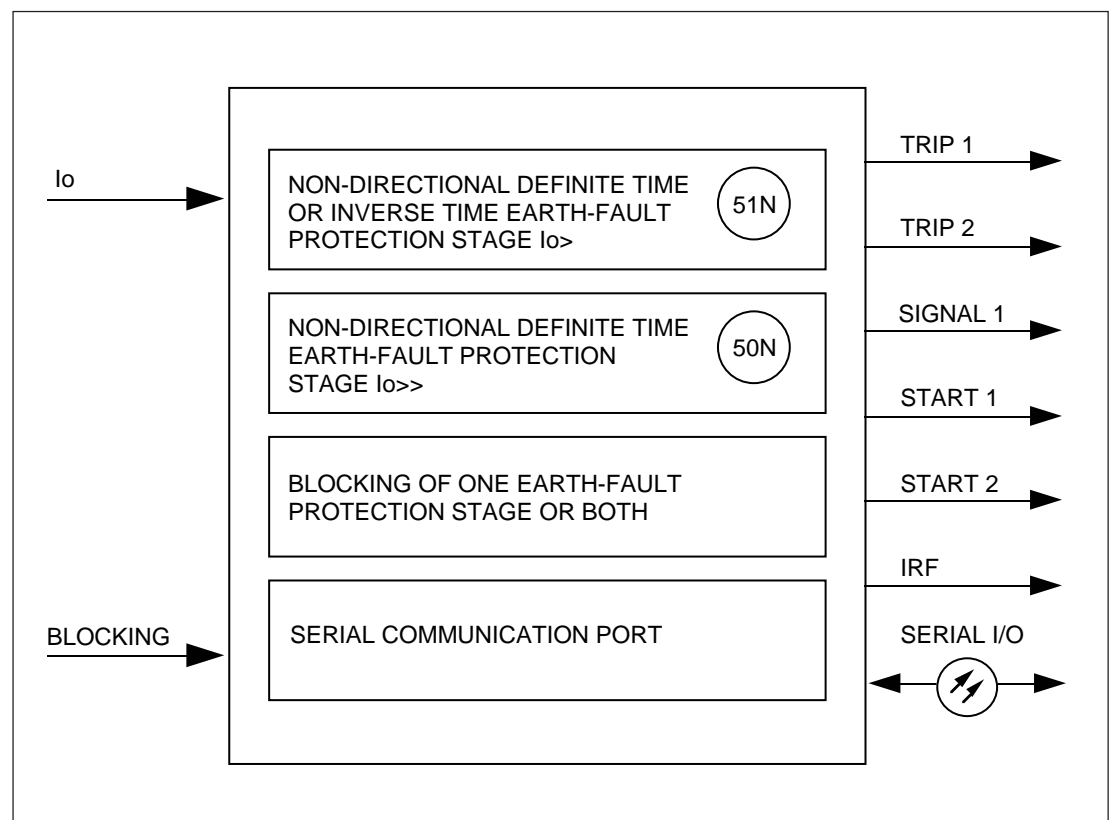 Io
BLOCKING
NON-DIRECTIONAL DEFINITE TIME
OR INVERSE TIME EARTH-FAULT
PROTECTION STAGE Io>
51N
NON-DIRECTIONAL DEFINITE TIME
EARTH-FAULT PROTECTION
STAGE Io>>
50N
BLOCKING OF ONE EARTH-FAULT
PROTECTION STAGE OR BOTH
SERIAL COMMUNICATION PORT
TRIP 1
TRIP 2
SIGNAL 1
START 1
START 2
IRF
SERIAL I/O